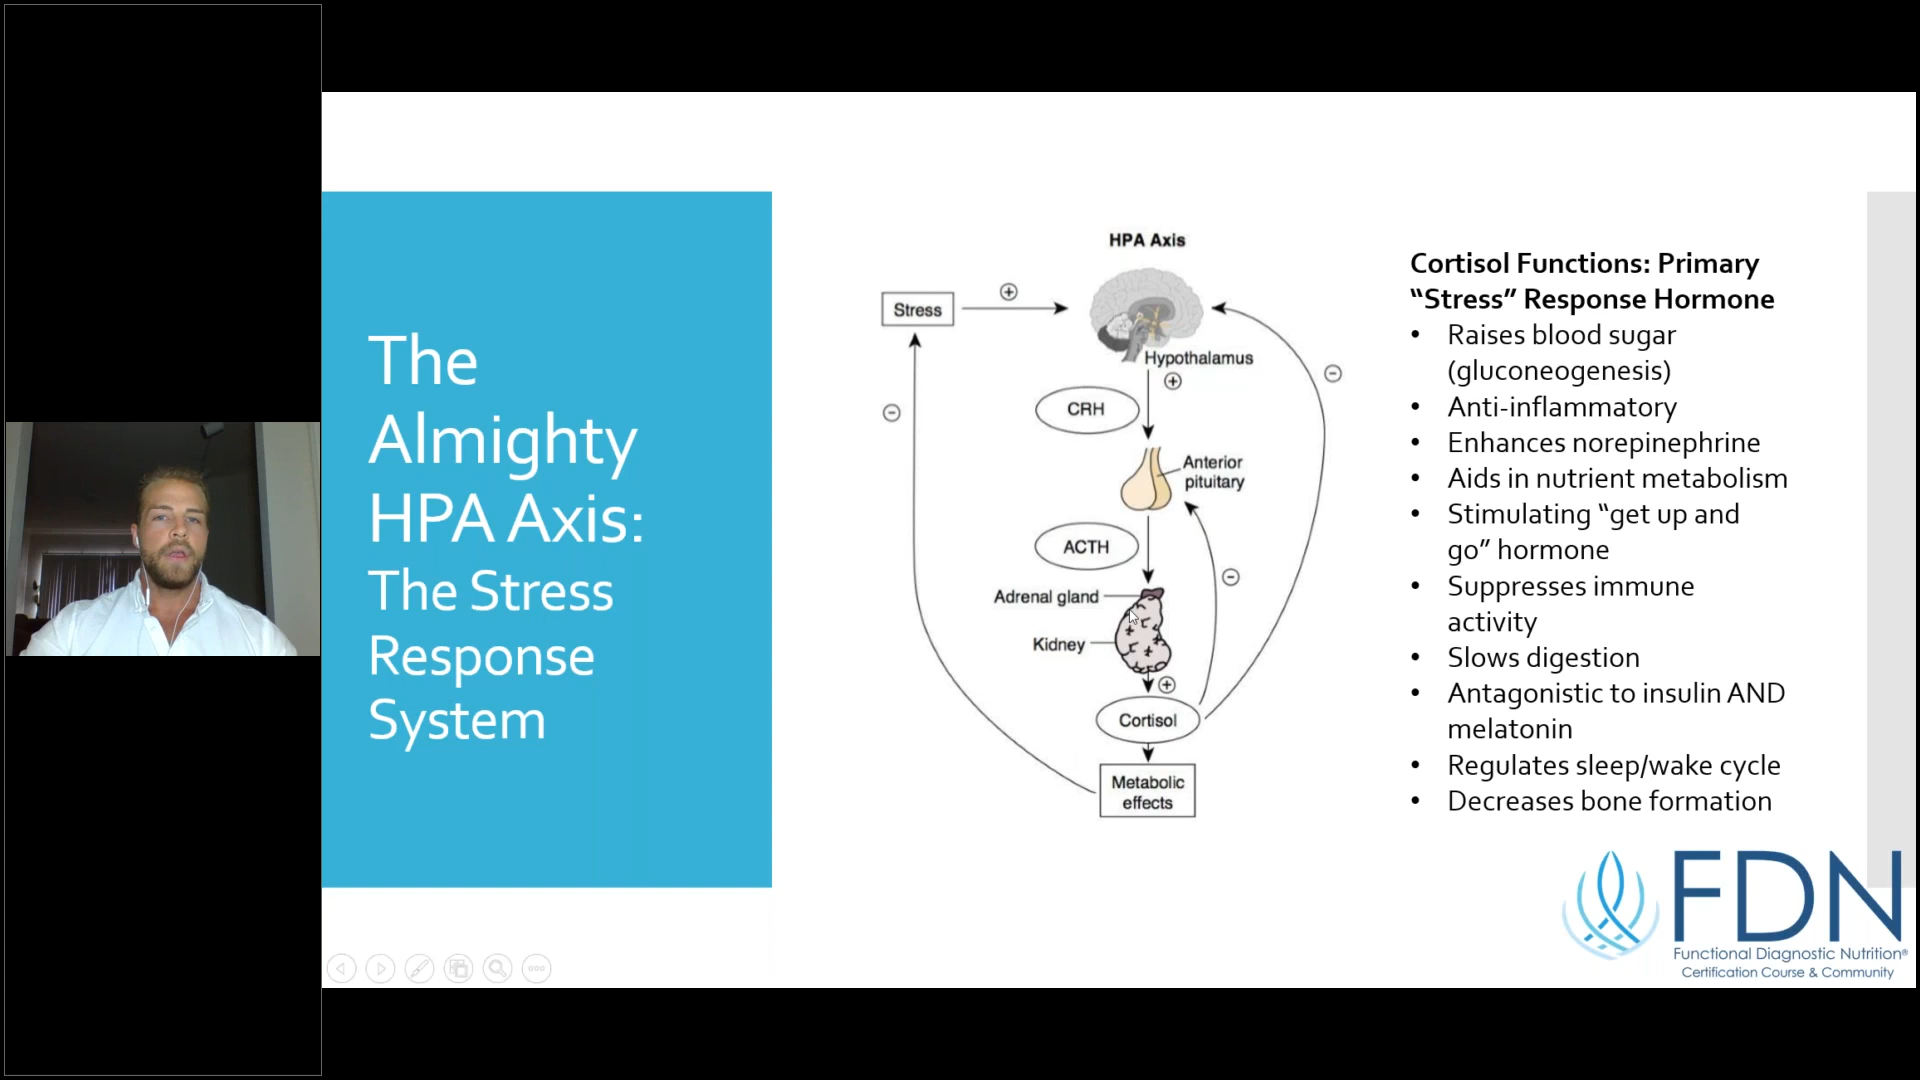 The
Almighty
HPA Axis:
The Stress
Response
System
HPA Axis
Stress
Hypothalamus
CRH
Anterior
pituitary
ACTH
Adrenal gland
Kidney
Cortisol
Metabolic
effects
Cortisol Functions: Primary
“Stress” Response Hormone
• Raises blood sugar
(gluconeogenesis)
• Anti-inflammatory
• Enhances norepinephrine
• Aids in nutrient metabolism
• Stimulating “get up and
go” hormone
• Suppresses immune
activity
• Slows digestion
• Antagonistic to insulin AND
melatonin
• Regulates sleep/wake cycle
• Decreases bone formation
FDN
Functional Diagnostic Nutrition®
Certification Course & Community